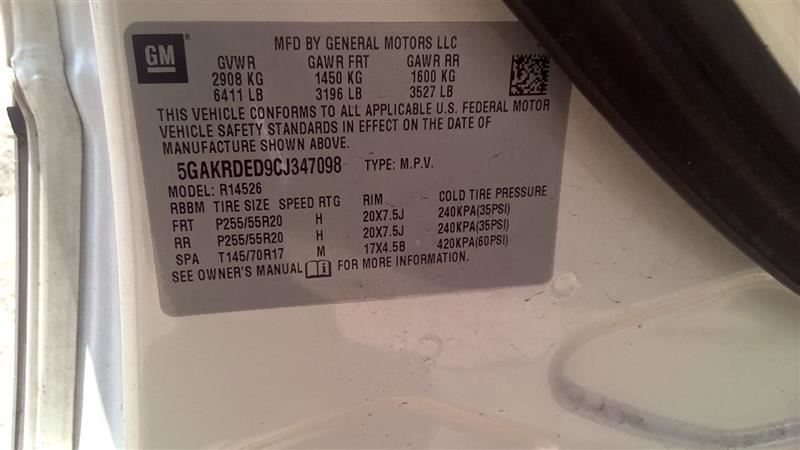 GM ® MFD BY GENERAL MOTORS LLC
GVWR GAWR FRT GAWR RR
2908 KG 1450 KG 1600 KG
6411 LB 3196 LB 3527 LB
THIS VEHICLE CONFORMS TO ALL APPLICABLE U.S. FEDERAL MOTOR
VEHICLE SAFETY STANDARDS IN EFFECT ON THE DATE OF
MANUFACTURE SHOWN ABOVE.
5GAKRDED9CJ347098 TYPE: M.P.V.
MODEL: R14526
RBBM TIRE SIZE SPEED RTG RIM COLD TIRE PRESSURE
FRT P255/55R20 H 20X7.5J 240KPA(35PSI)
RR P255/55R20 H 20X7.5J 240KPA(35PSI)
SPA T145/70R17 M 17X4.5B 420KPA(60PSI)
SEE OWNER'S MANUAL FOR MORE INFORMATION.